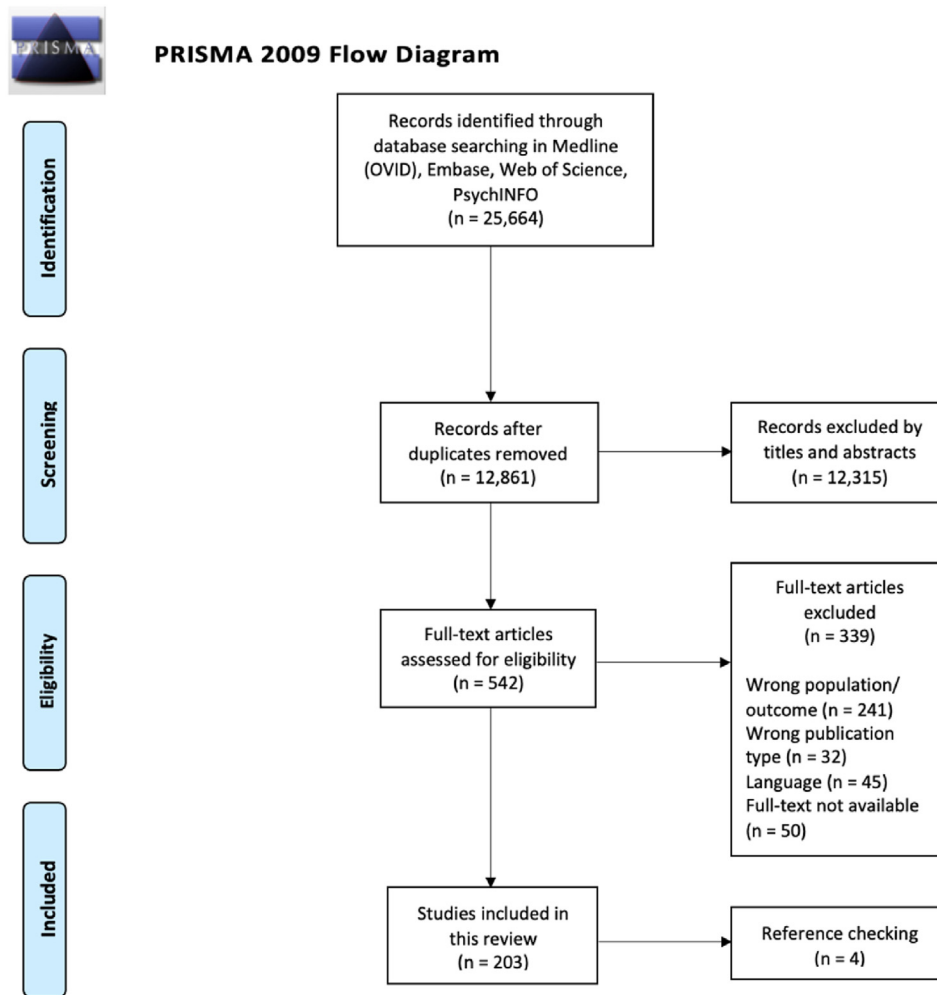 PRISMA
PRISMA 2009 Flow Diagram
Identification
Records identified through
database searching in Medline
(OVID), Embase, Web of Science,
PsychINFO
(n = 25,664)
Screening
Records after
duplicates removed
(n = 12,861)
Records excluded by
titles and abstracts
(n = 12,315)
Eligibility
Full-text articles
assessed for eligibility
(n = 542)
Full-text articles
excluded
(n = 339)
Wrong population/
outcome (n = 241)
Wrong publication
type (n = 32)
Language (n = 45)
Full-text not available
(n = 50)
Included
Studies included in
this review
(n = 203)
Reference checking
(n = 4)